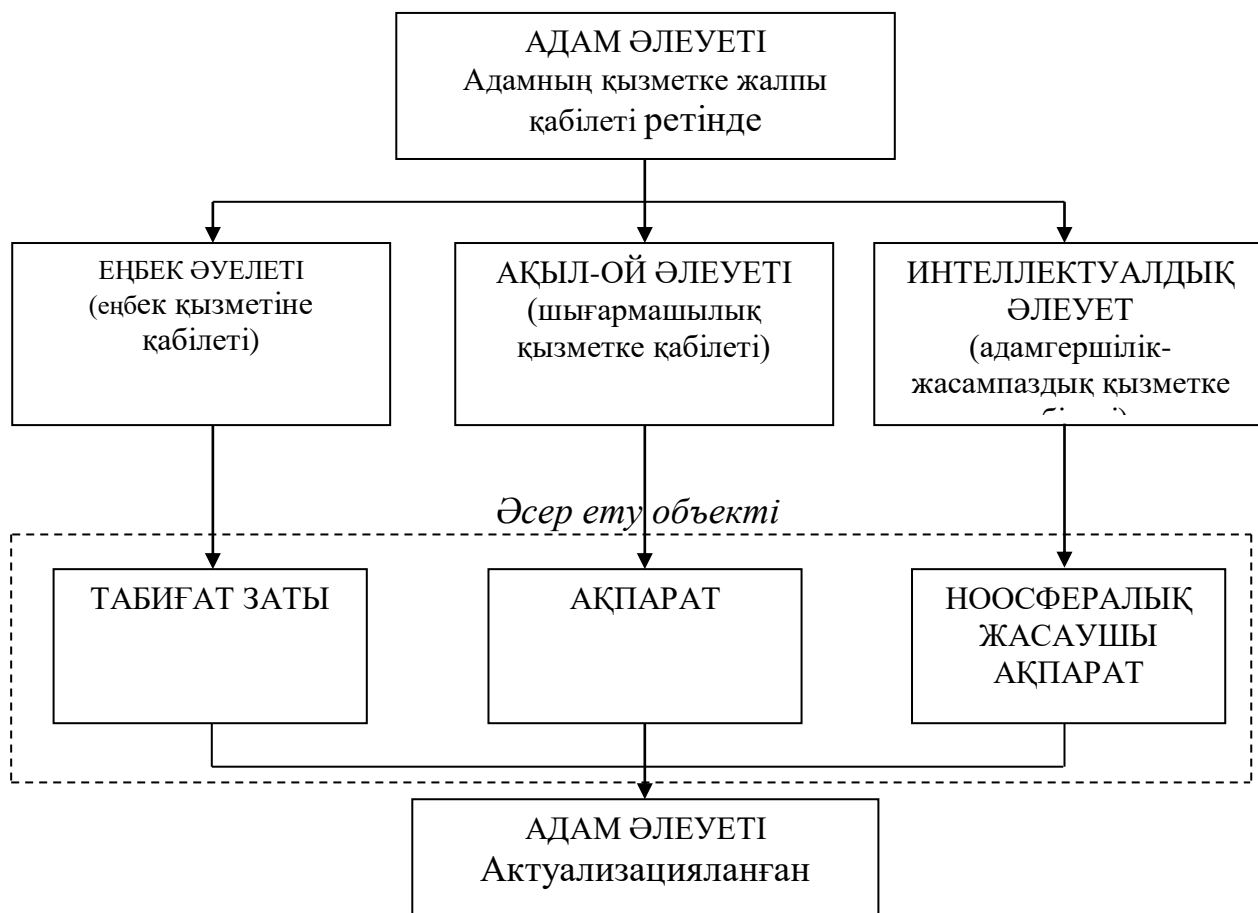 АДАМ ӘЛЕУЕТІ
Адамның қызметке жалпы
қабілеті ретінде
ЕҢБЕК ӘУЕЛЕТІ
(еңбек қызметіне
қабілеті)
АҚЫЛ-ОЙ ӘЛЕУЕТІ
(шығармашылық
қызметке қабілеті)
ИНТЕЛЛЕКТУАЛДЫҚ
ӘЛЕУЕТ
(адамгершілік-
жасампаздық қызметке
Әсер ету объекті
ТАБИҒАТ ЗАТЫ
АҚПАРАТ
НООСФЕРАЛЫҚ
ЖАСАУШЫ
АҚПАРАТ
АДАМ ӘЛЕУЕТІ
Актуализацияланған